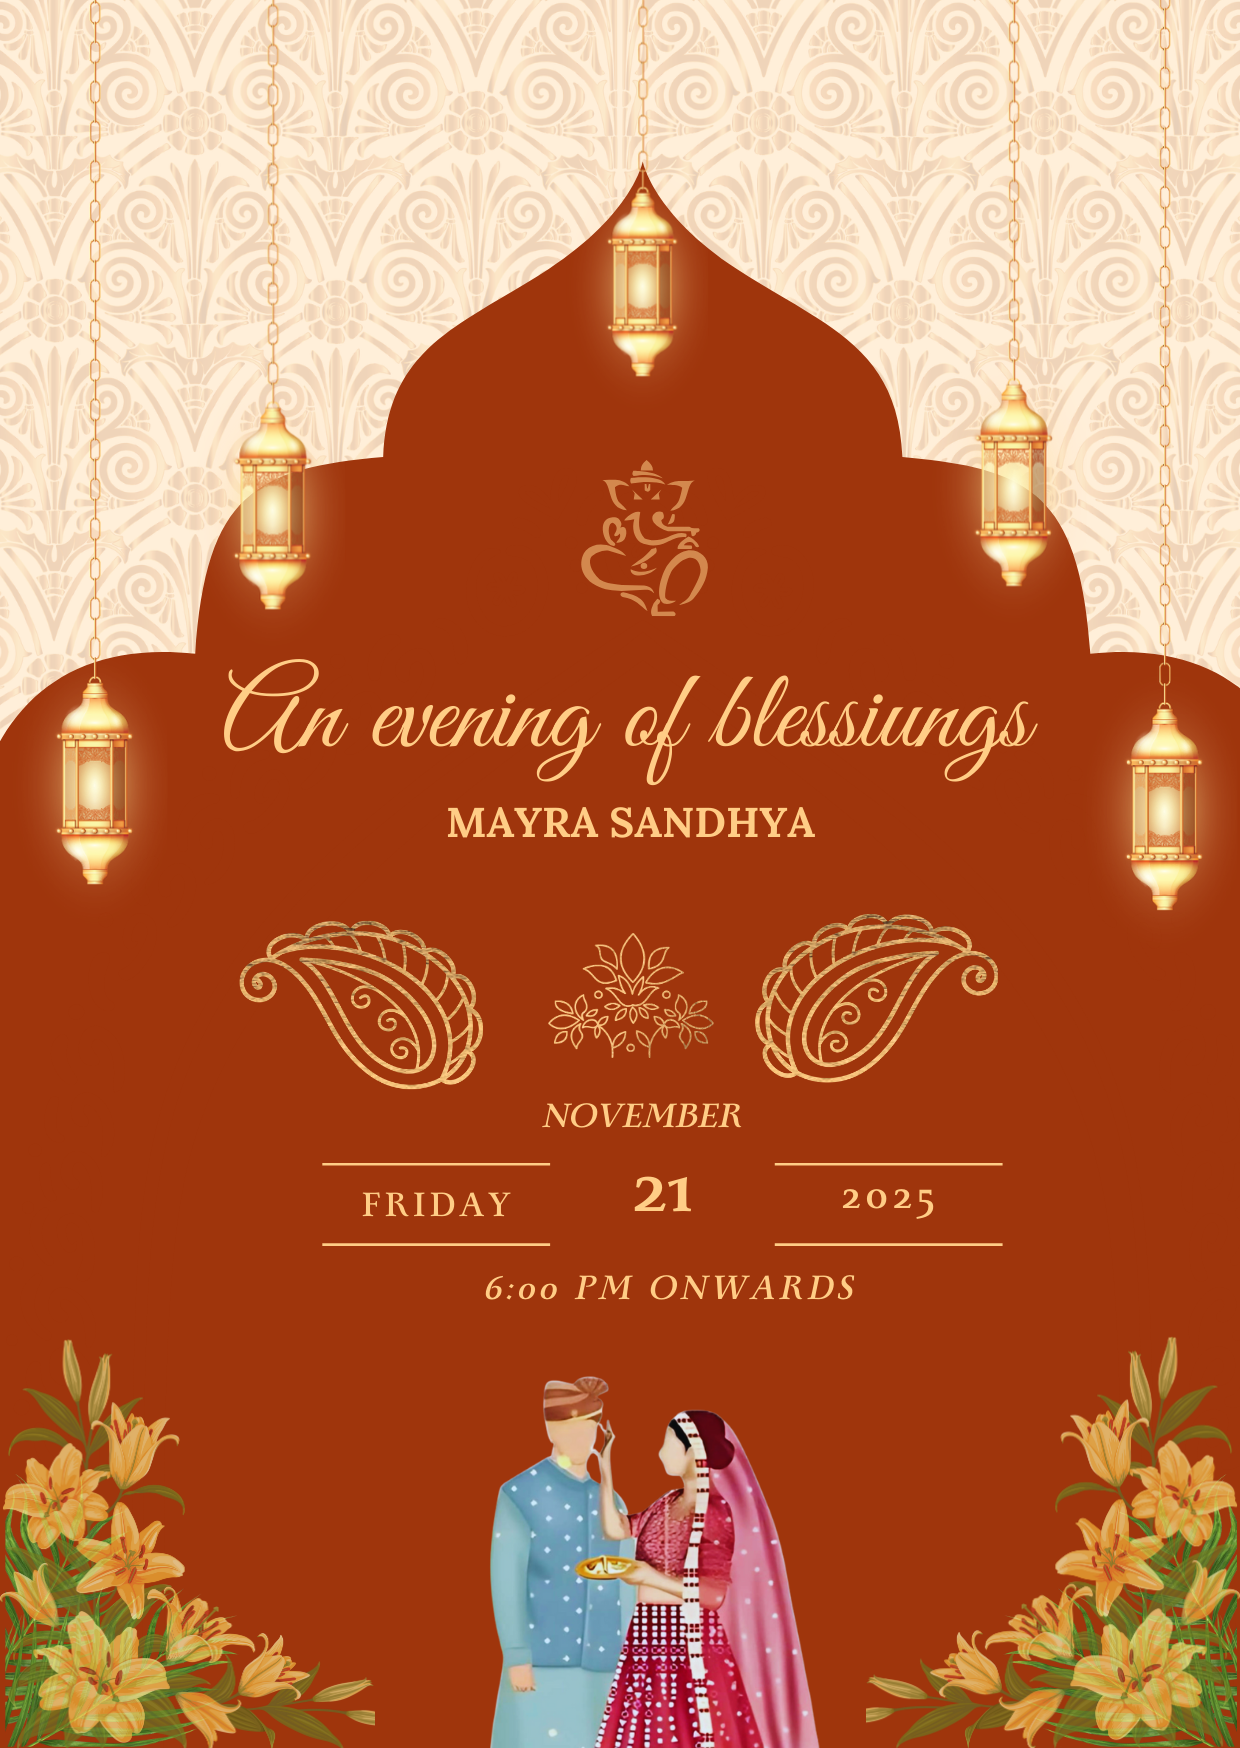 An evening of blessiungs
MAYRA SANDHYA
NOVEMBER
FRIDAY 21 2025
6:00 PM ONWARDS